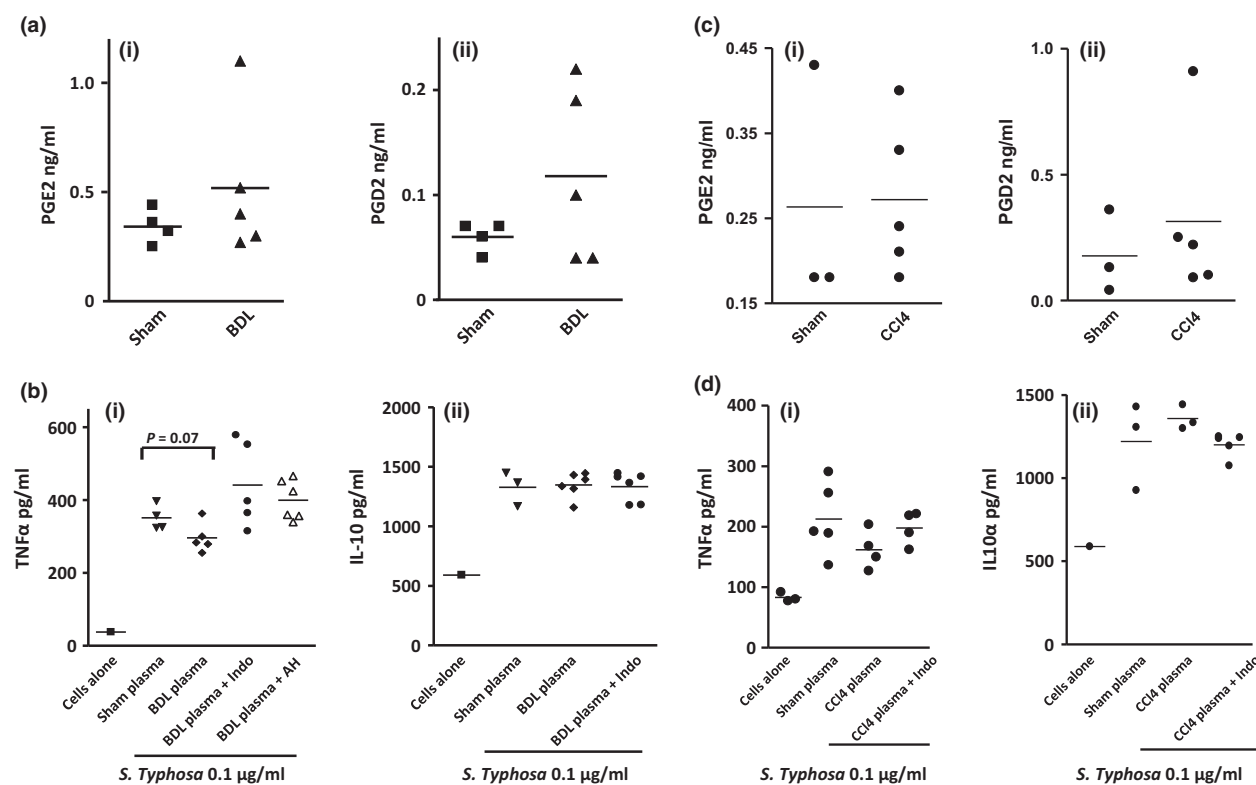 (a)
(i)
PGE2 ng/ml
1.0
0.5
0
Sham
BDL
(ii)
PGD2 ng/ml
0.2
0.1
0
Sham
BDL
(c)
(i)
PGE2 ng/ml
0.45
0.35
0.25
0.15
Sham
CCl4
(ii)
PGD2 ng/ml
1.0
0.5
0.0
Sham
CCl4
(b)
(i)
TNFα pg/ml
600
400
200
0
P = 0.07
Cells alone
Sham plasma
BDL plasma
BDL plasma + Indo
BDL plasma + AH
S. Typhosa 0.1 µg/ml
(ii)
IL-10 pg/ml
2000
1500
1000
500
0
Cells alone
Sham plasma
BDL plasma
BDL plasma + Indo
S. Typhosa 0.1 µg/ml
(d)
(i)
TNFα pg/ml
400
300
200
100
0
Cells alone
Sham plasma
CCl4 plasma
CCl4 plasma + Indo
S. Typhosa 0.1 µg/ml
(ii)
IL10α pg/ml
1500
1000
500
0
Cells alone
Sham plasma
CCl4 plasma
CCl4 plasma + Indo
S. Typhosa 0.1 µg/ml